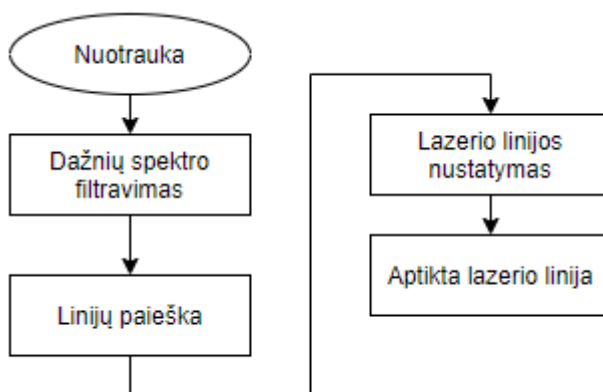 Nuotrauka
Dažnių spektro
filtravimas
Linijų paieška
Lazerio linijos
nustatymas
Aptikta lazerio linija